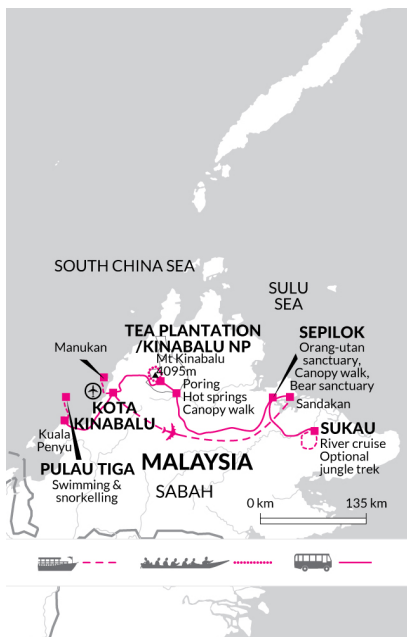 SOUTH CHINA SEA
SULU
SEA
TEA PLANTATION
/KINABALU NP
Mt Kinabalu
4095m
Manukan
SEPILOK
Orang-utan
sanctuary,
Canopy walk,
Bear sanctuary
Poring
Hot springs
Canopy walk
Sandakan
KOTA
KINABALU
Kuala
Penyu
SUKAU
River cruise
Optional
jungle trek
PULAU TIGA
Swimming &
snorkelling
MALAYSIA
SABAH
0 km
135 km